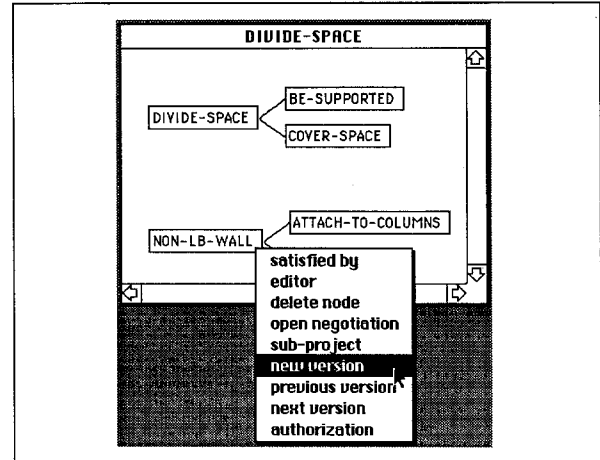 DIVIDE-SPACE
BE-SUPPORTED
DIVIDE-SPACE
COVER-SPACE
ATTACH-TO-COLUMNS
NON-LB-WALL
satisfied by
editor
delete node
open negotiation
sub-project
new version
previous version
next version
authorization